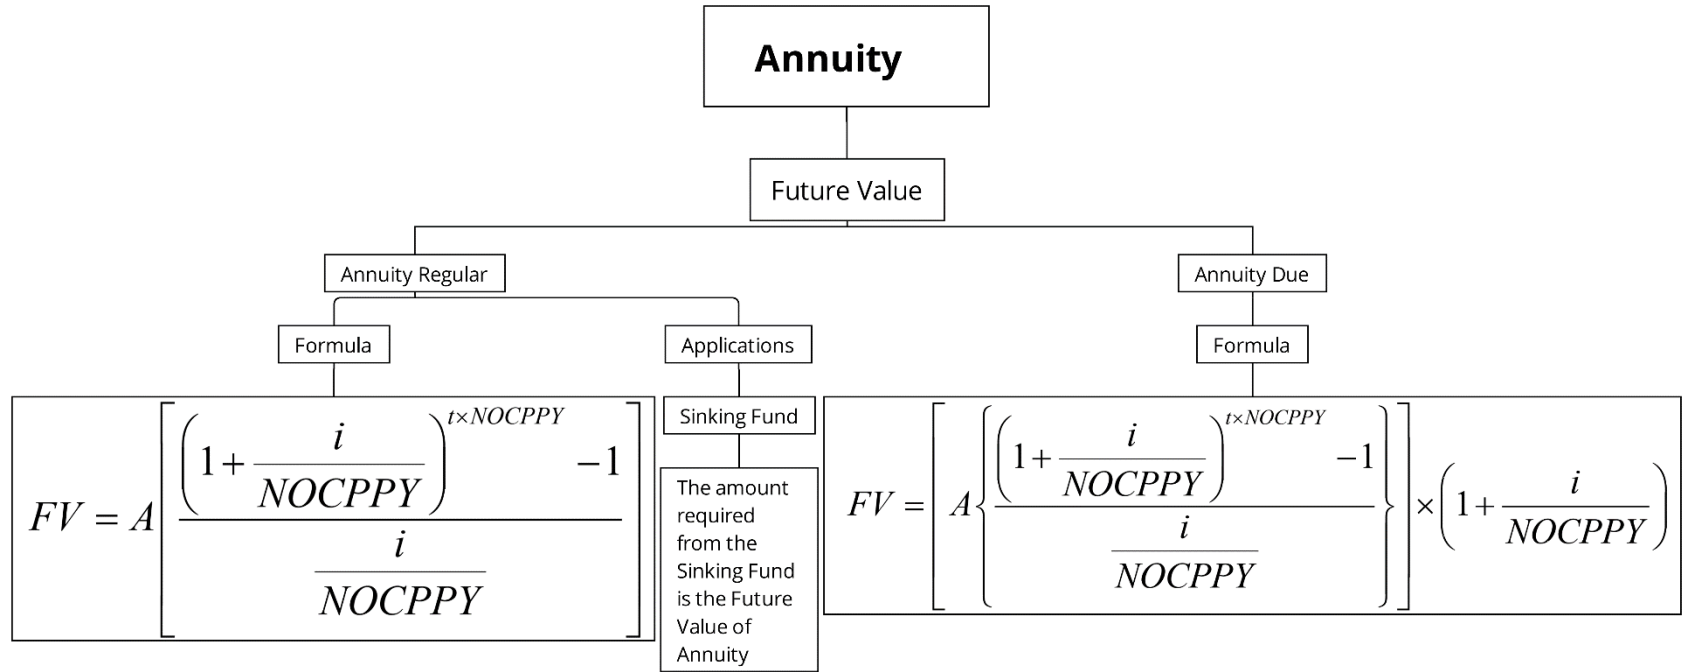 Annuity
Future Value
Annuity Regular
Annuity Due
Formula
Applications
Formula
Sinking Fund
FV = A[((1+i/NOCPPY)^(t×NOCPPY) −1)/(i/NOCPPY)]
The amount
required
from the
Sinking Fund
is the Future
Value of
Annuity
FV = [A{((1+i/NOCPPY)^(t×NOCPPY) −1)/(i/NOCPPY)}]×(1+i/NOCPPY)